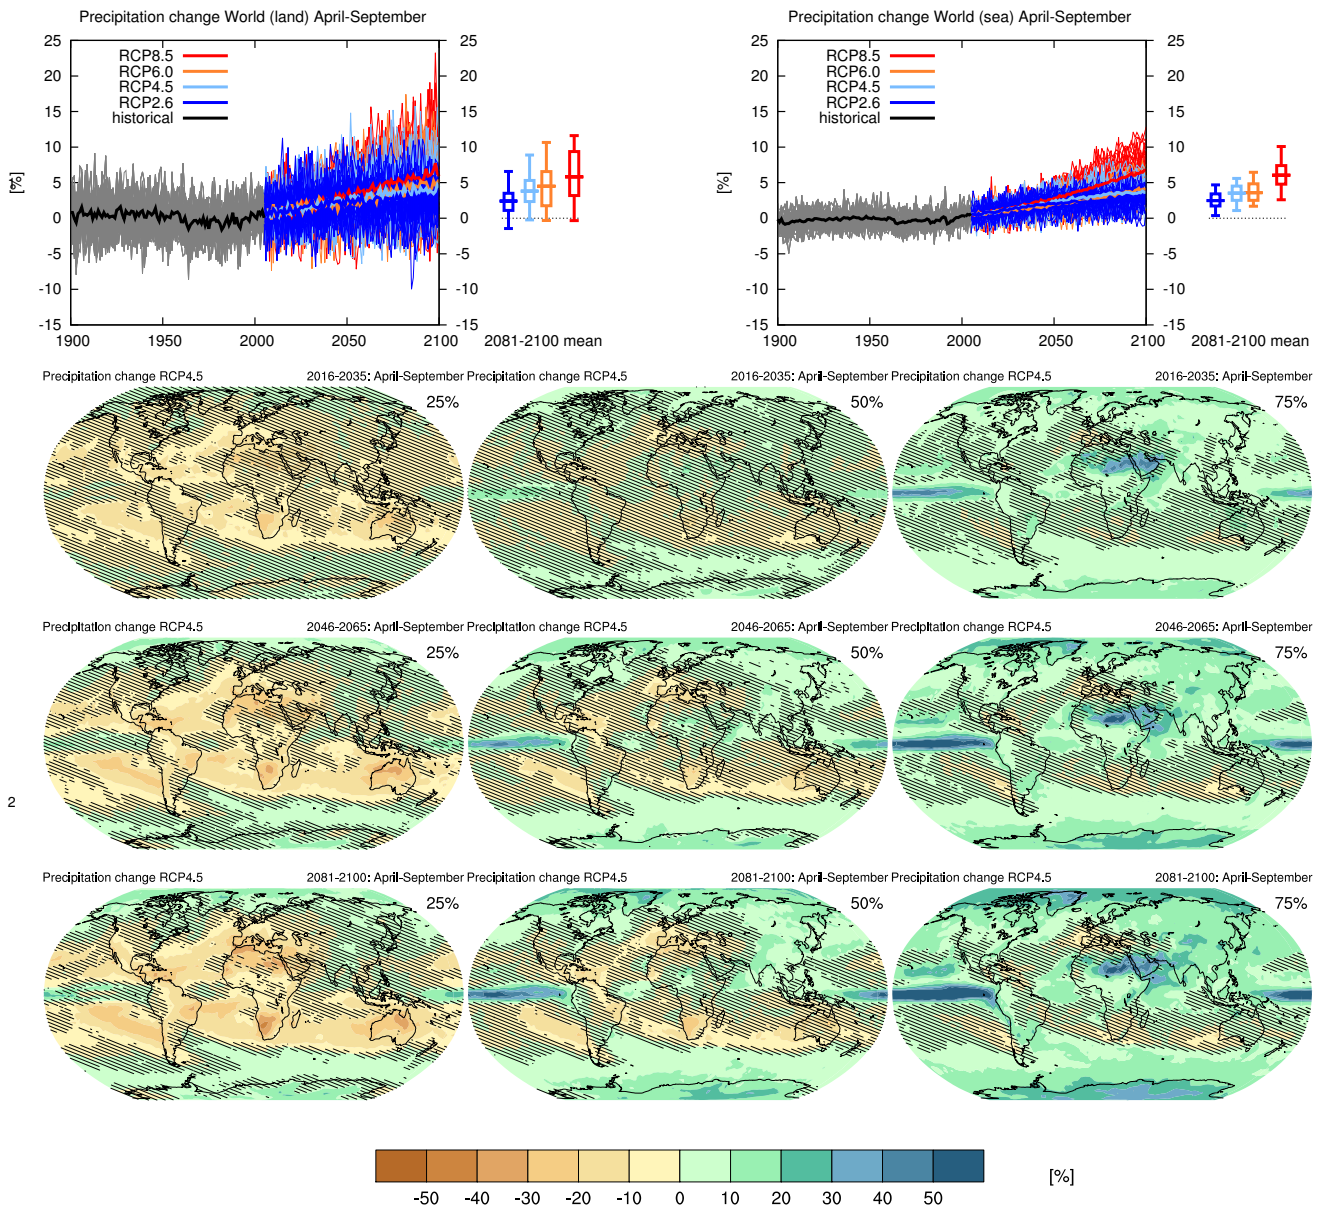 Precipitation change World (land) April-September
25 25
20 20
15 15
10 10
5 5
0 0
-5 -5
-10 -10
-15 -15
[%]
RCP8.5
RCP6.0
RCP4.5
RCP2.6
historical
1900 1950 2000 2050 2100 2081-2100 mean
Precipitation change World (sea) April-September
25 25
20 20
15 15
10 10
5 5
0 0
-5 -5
-10 -10
-15 -15
[%]
RCP8.5
RCP6.0
RCP4.5
RCP2.6
historical
1900 1950 2000 2050 2100 2081-2100 mean
Precipitation change RCP4.5 2016-2035: April-September
25%
Precipitation change RCP4.5 2016-2035: April-September
50%
Precipitation change RCP4.5 2016-2035: April-September
75%
Precipitation change RCP4.5 2046-2065: April-September
25%
Precipitation change RCP4.5 2046-2065: April-September
50%
Precipitation change RCP4.5 2046-2065: April-September
75%
2
Precipitation change RCP4.5 2081-2100: April-September
25%
Precipitation change RCP4.5 2081-2100: April-September
50%
Precipitation change RCP4.5 2081-2100: April-September
75%
-50 -40 -30 -20 -10 0 10 20 30 40 50
[%]